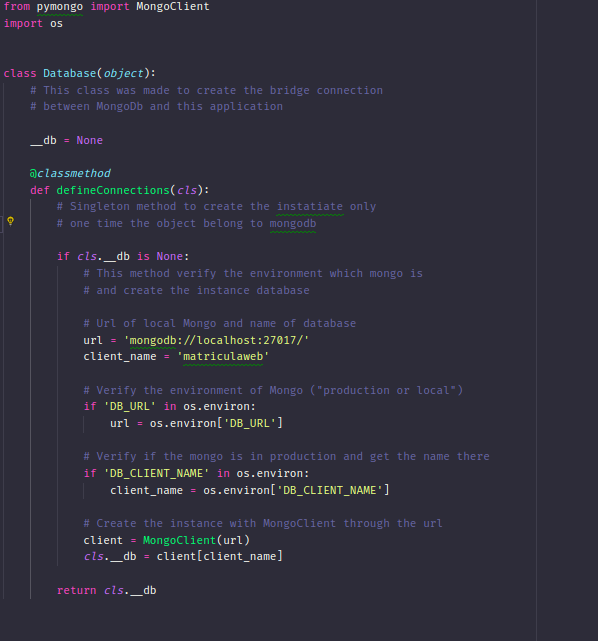 from pymongo import MongoClient
import os
class Database(object):
# This class was made to create the bridge connection
# between MongoDb and this application
__db = None
@classmethod
def defineConnections(cls):
# Singleton method to create the instatiate only
# one time the object belong to mongodb
if cls.__db is None:
# This method verify the environment which mongo is
# and create the instance database
# Url of local Mongo and name of database
url = 'mongodb://localhost:27017/'
client_name = 'matriculaweb'
# Verify the environment of Mongo ("production or local")
if 'DB_URL' in os.environ:
url = os.environ['DB_URL']
# Verify if the mongo is in production and get the name there
if 'DB_CLIENT_NAME' in os.environ:
client_name = os.environ['DB_CLIENT_NAME']
# Create the instance with MongoClient through the url
client = MongoClient(url)
cls.__db = client[client_name]
return cls.__db